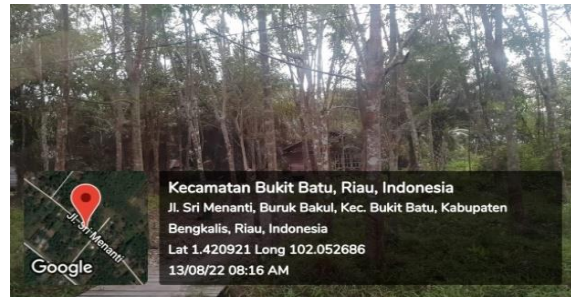 Kecamatan Bukit Batu, Riau, Indonesia
Jl. Sri Menanti, Buruk Bakul, Kec. Bukit Batu, Kabupaten
Bengkalis, Riau, Indonesia
Lat 1.420921 Long 102.052686
13/08/22 08:16 AM
Jl. Sri Menanti
Google